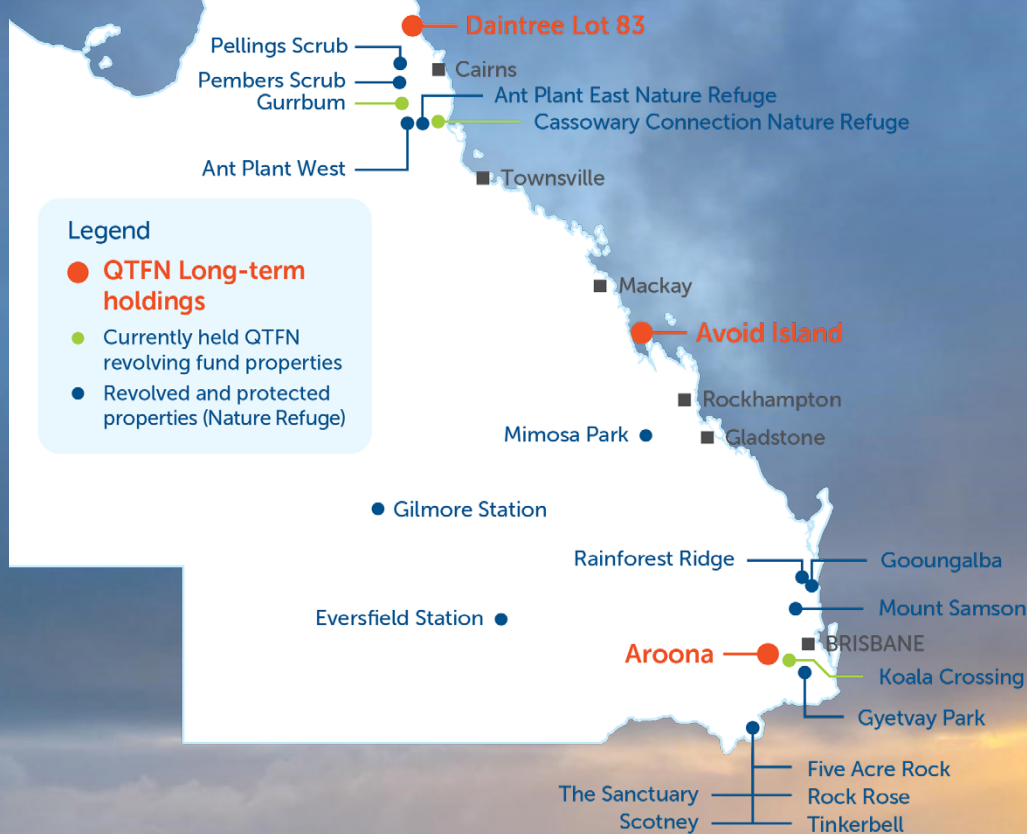 Daintree Lot 83
Pellings Scrub
Cairns
Pembers Scrub
Gurrbum
Ant Plant East Nature Refuge
Cassowary Connection Nature Refuge
Ant Plant West
Townsville
Legend
QTFN Long-term
holdings
Currently held QTFN
revolving fund properties
Revolved and protected
properties (Nature Refuge)
Mackay
Avoid Island
Rockhampton
Mimosa Park
Gladstone
Gilmore Station
Rainforest Ridge
Gooungalba
Mount Samson
Eversfield Station
BRISBANE
Aroona
Koala Crossing
Gyetvay Park
Five Acre Rock
The Sanctuary
Rock Rose
Scotney
Tinkerbell